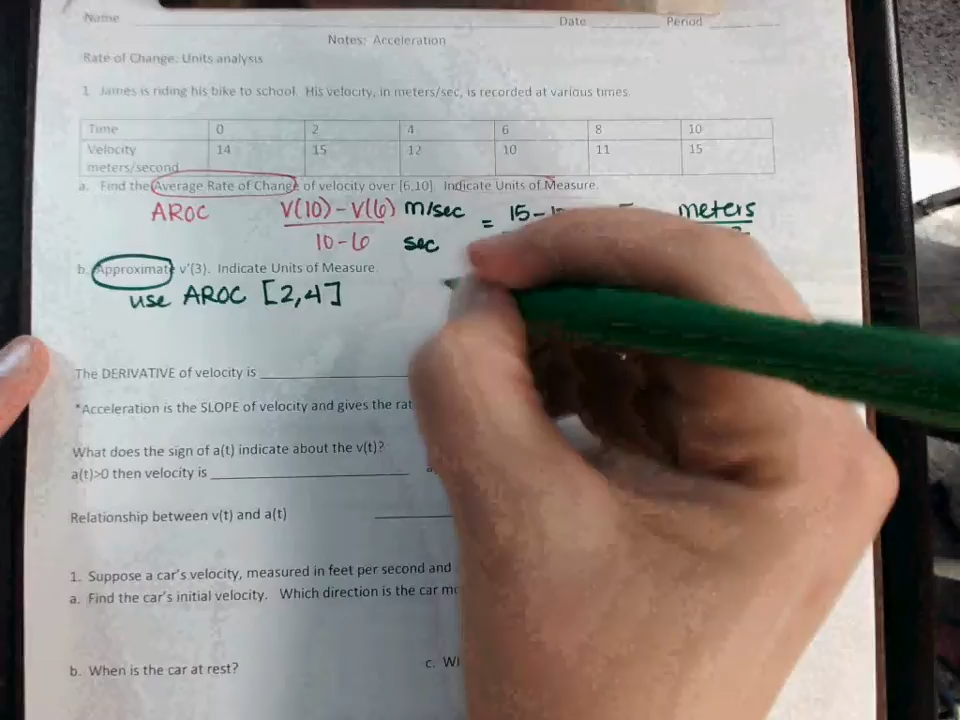 Name Date Period
Notes: Acceleration
Rate of Change: Units analysis
1. James is riding his bike to school. His velocity, in meters/sec, is recorded at various times.
Time 0 2 4 6 8 10
Velocity meters/second 14 15 12 10 11 15
a. Find the Average Rate of Change of velocity over [6,10]. Indicate Units of Measure.
AROC V(10) - V(6) m/sec = 15 - meters
10 - 6 sec
b. Approximate v'(3). Indicate Units of Measure.
use AROC [2,4]
The DERIVATIVE of velocity is
*Acceleration is the SLOPE of velocity and gives the
What does the sign of a(t) indicate about the v(t)?
a(t)>0 then velocity is
Relationship between v(t) and a(t)
1. Suppose a car's velocity, measured in feet per second and
a. Find the car's initial velocity. Which direction is the car
b. When is the car at rest? c.